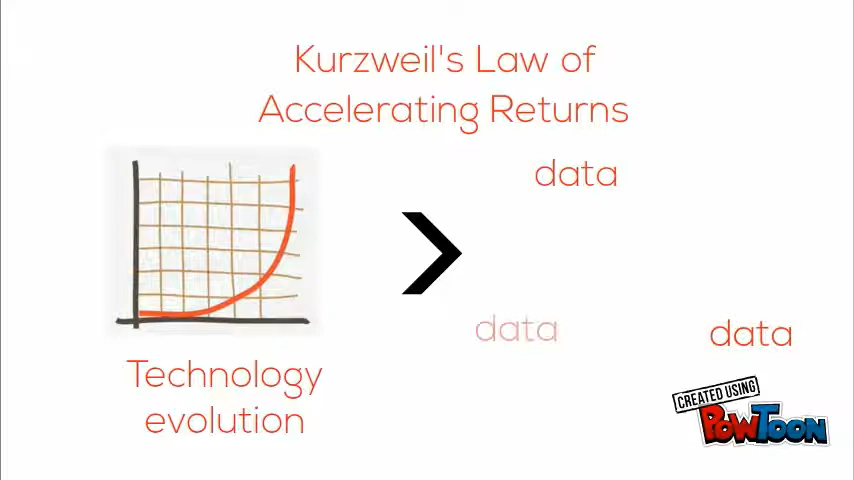 Kurzweil's Law of
Accelerating Returns
data
data
data
Technology
evolution
CREATED USING
POWTOON